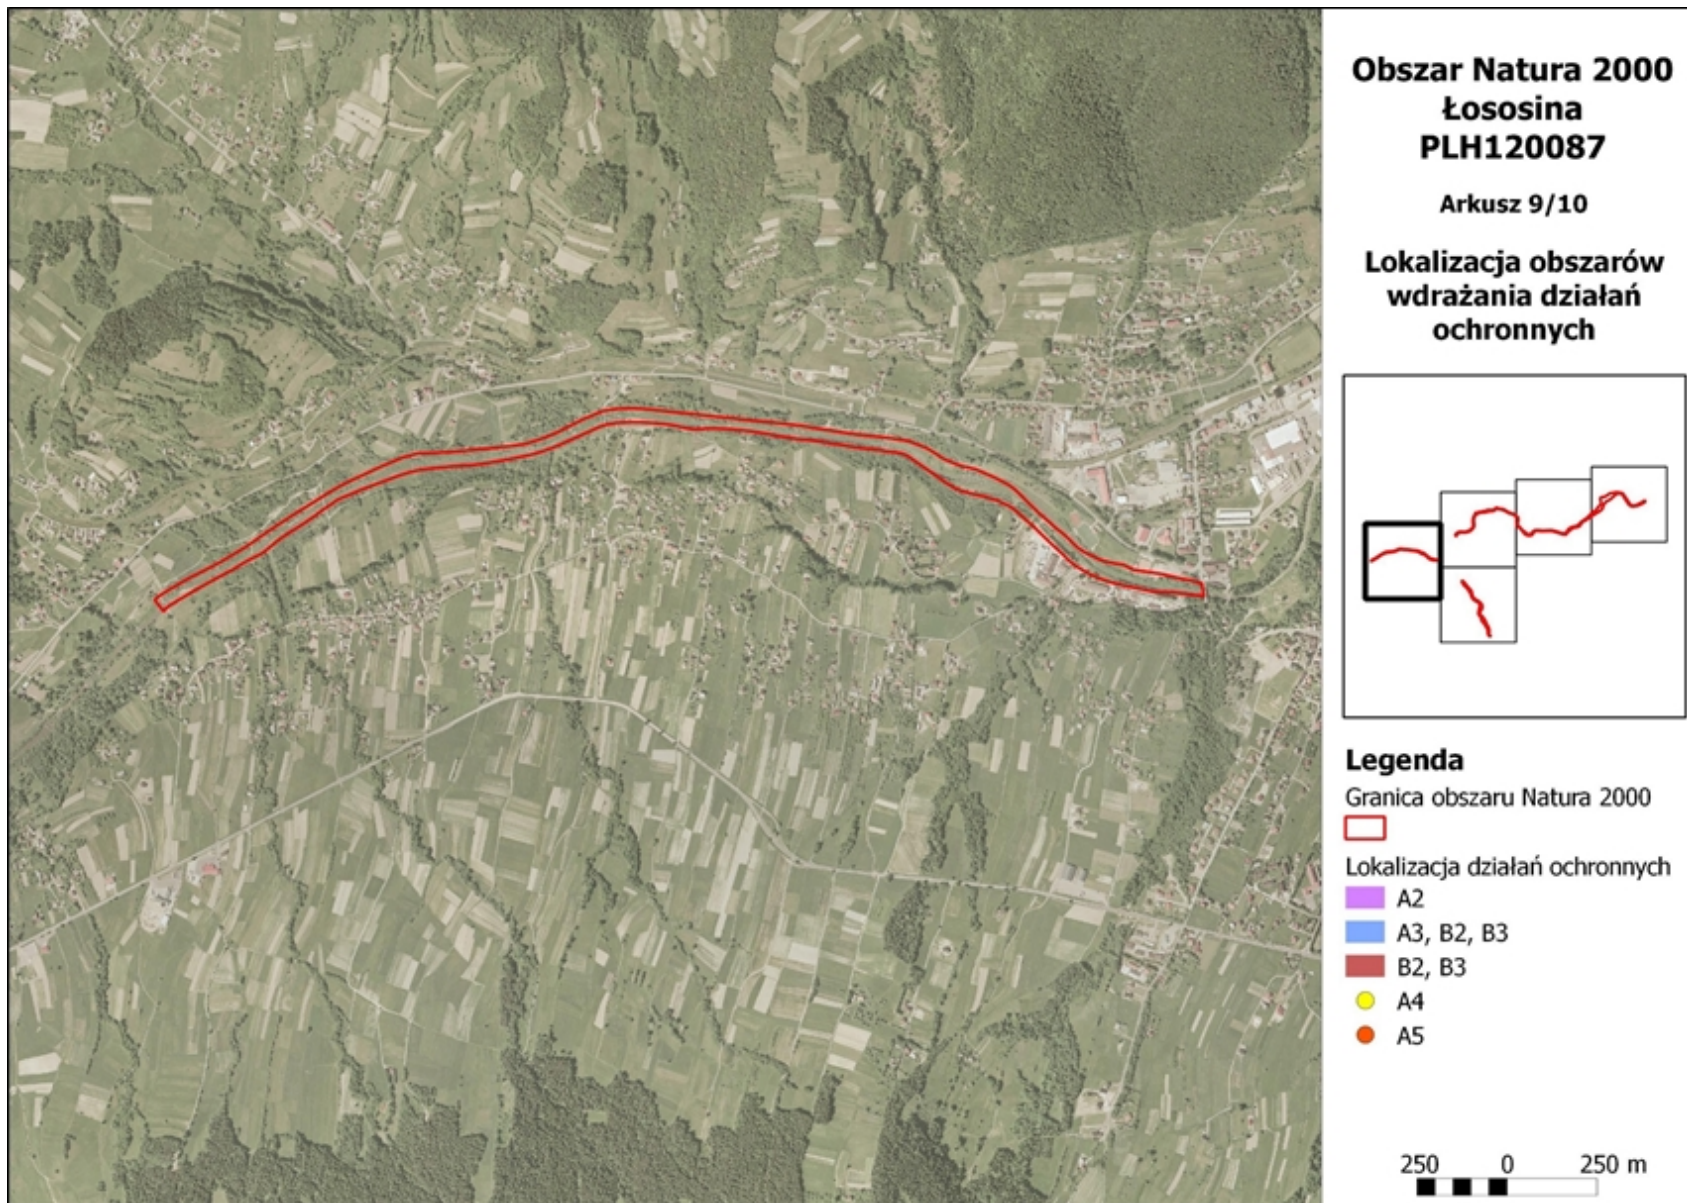 Obszar Natura 2000
Łososina
PLH120087
Arkusz 9/10
Lokalizacja obszarów
wdrażania działań
ochronnych
Legenda
Granica obszaru Natura 2000
Lokalizacja działań ochronnych
A2
A3, B2, B3
B2, B3
A4
A5
250 0 250 m